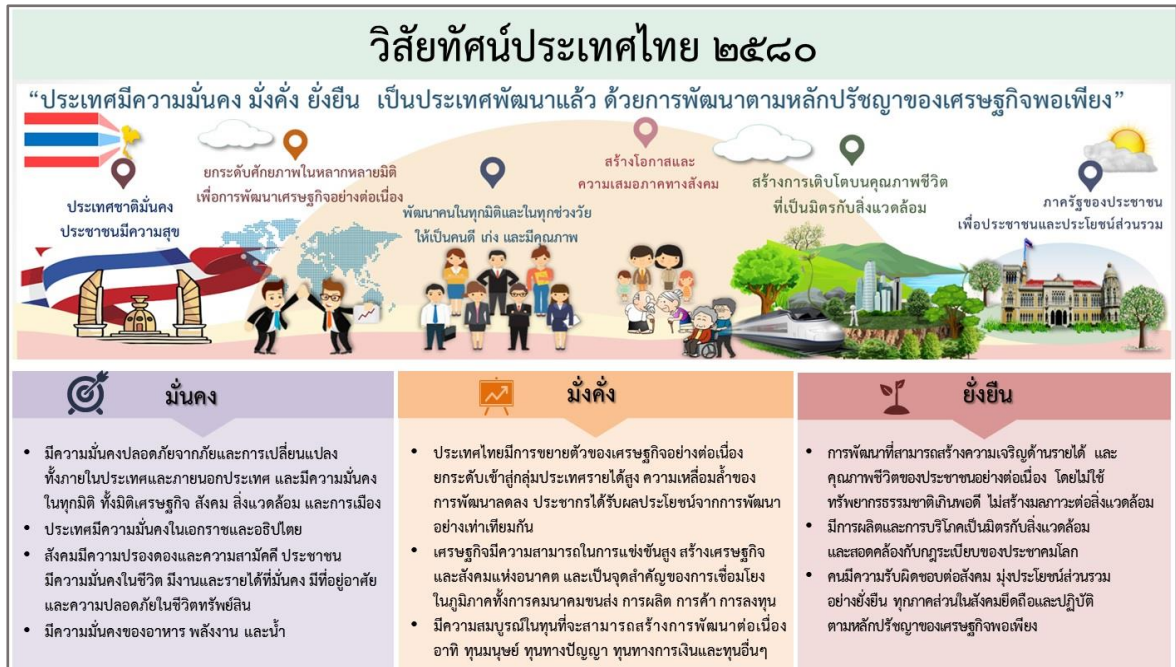 วิสัยทัศน์ประเทศไทย ๒๕๘๐
“ประเทศมีความมั่นคง มั่งคั่ง ยั่งยืน เป็นประเทศพัฒนาแล้ว ด้วยการพัฒนาตามหลักปรัชญาของเศรษฐกิจพอเพียง”
ประเทศชาติมั่นคง
ประชาชนมีความสุข
ยกระดับศักยภาพในหลากหลายมิติ
เพื่อการพัฒนาเศรษฐกิจอย่างต่อเนื่อง
พัฒนาคนในทุกมิติและในทุกช่วงวัย
ให้เป็นคนดี เก่ง และมีคุณภาพ
สร้างโอกาสและ
ความเสมอภาคทางสังคม
สร้างการเติบโตบนคุณภาพชีวิต
ที่เป็นมิตรกับสิ่งแวดล้อม
ภาครัฐของประชาชน
เพื่อประชาชนและประโยชน์ส่วนรวม
มั่นคง
• มีความมั่นคงปลอดภัยจากภัยและการเปลี่ยนแปลง
ทั้งภายในประเทศและภายนอกประเทศ และมีความมั่นคง
ในทุกมิติ ทั้งมิติเศรษฐกิจ สังคม สิ่งแวดล้อม และการเมือง
• ประเทศมีความมั่นคงในเอกราชและอธิปไตย
• สังคมมีความปรองดองและความสามัคคี ประชาชน
มีความมั่นคงในชีวิต มีงานและรายได้ที่มั่นคง มีที่อยู่อาศัย
และความปลอดภัยในชีวิตทรัพย์สิน
• มีความมั่นคงของอาหาร พลังงาน และน้ำ
มั่งคั่ง
• ประเทศไทยมีการขยายตัวของเศรษฐกิจอย่างต่อเนื่อง
ยกระดับเข้าสู่กลุ่มประเทศรายได้สูง ความเหลื่อมล้ำของ
การพัฒนาลดลง ประชากรได้รับผลประโยชน์จากการพัฒนา
อย่างเท่าเทียมกัน
• เศรษฐกิจมีความสามารถในการแข่งขันสูง สร้างเศรษฐกิจ
และสังคมแห่งอนาคต และเป็นจุดสำคัญของการเชื่อมโยง
ในภูมิภาคทั้งการคมนาคมขนส่ง การผลิต การค้า การลงทุน
• มีความสมบูรณ์ในทุนที่จะสามารถสร้างการพัฒนาต่อเนื่อง
อาทิ ทุนมนุษย์ ทุนทางปัญญา ทุนทางการเงินและทุนอื่นๆ
ยั่งยืน
• การพัฒนาที่สามารถสร้างความเจริญด้านรายได้ และ
คุณภาพชีวิตของประชาชนอย่างต่อเนื่อง โดยไม่ใช้
ทรัพยากรธรรมชาติเกินพอดี ไม่สร้างมลภาวะต่อสิ่งแวดล้อม
• มีการผลิตและการบริโภคเป็นมิตรกับสิ่งแวดล้อม
และสอดคล้องกับกฎระเบียบของประชาคมโลก
• คนมีความรับผิดชอบต่อสังคม มุ่งประโยชน์ส่วนรวม
อย่างยั่งยืน ทุกภาคส่วนในสังคมยึดถือและปฏิบัติ
ตามหลักปรัชญาของเศรษฐกิจพอเพียง